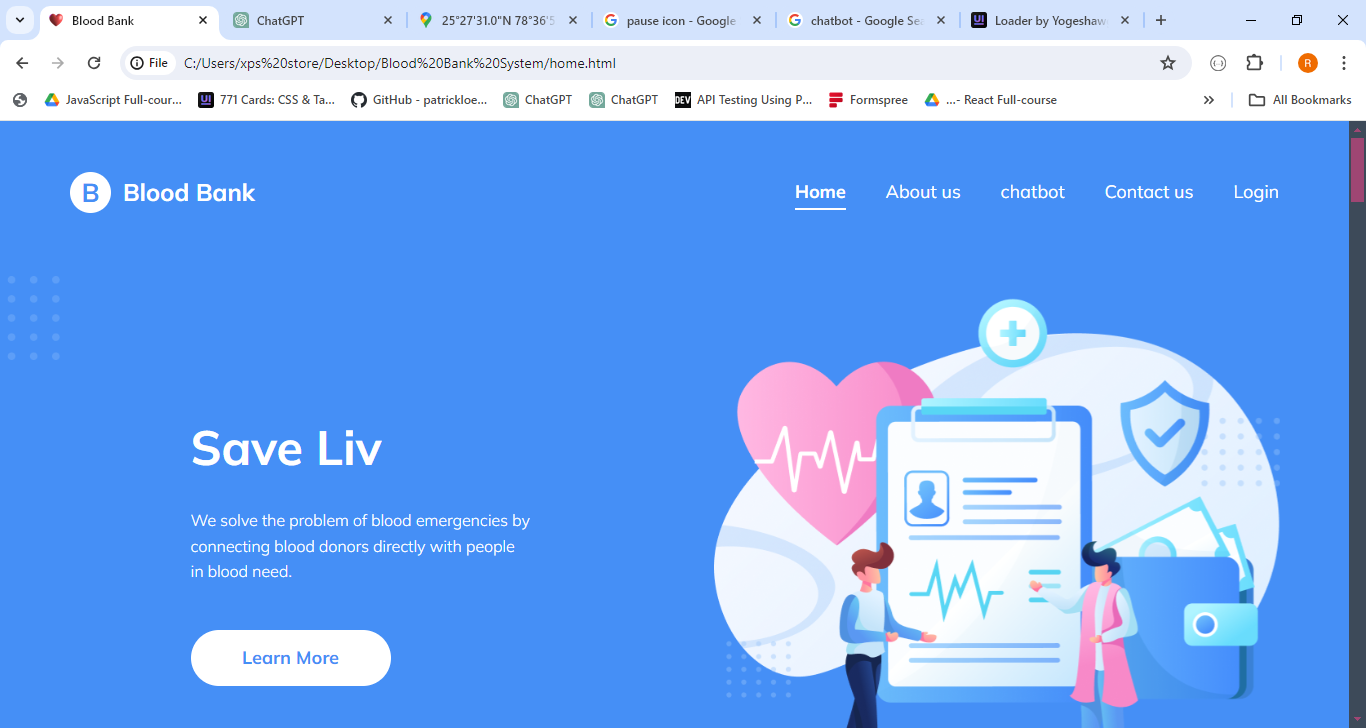 Blood Bank
ChatGPT
25°27'31.0"N 78°36'5
pause icon - Google
chatbot - Google Sea
Loader by Yogeshaw
File
C:/Users/xps%20store/Desktop/Blood%20Bank%20System/home.html
R
JavaScript Full-cour...
771 Cards: CSS & Ta...
GitHub - patrickloe...
ChatGPT
ChatGPT
API Testing Using P...
Formspree
...- React Full-course
All Bookmarks
B Blood Bank
Home
About us
chatbot
Contact us
Login
Save Liv
We solve the problem of blood emergencies by
connecting blood donors directly with people
in blood need.
Learn More